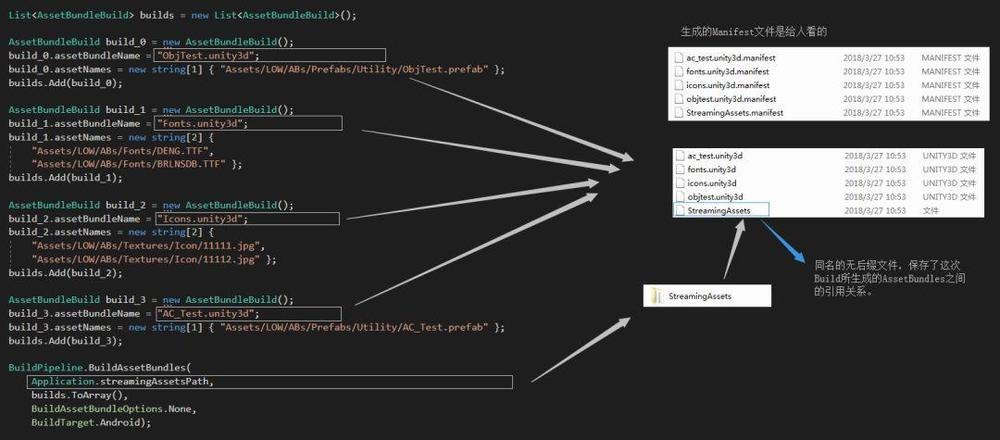 List<AssetBundleBuild> builds = new List<AssetBundleBuild>();
AssetBundleBuild build_0 = new AssetBundleBuild();
build_0.assetBundleName = "ObjTest.unity3d";
build_0.assetNames = new string[1] { "Assets/LOW/ABs/Prefabs/Utility/ObjTest.prefab" };
builds.Add(build_0);
AssetBundleBuild build_1 = new AssetBundleBuild();
build_1.assetBundleName = "Fonts.unity3d";
build_1.assetNames = new string[2] {
"Assets/LOW/ABs/Fonts/DENG.TTF",
"Assets/LOW/ABs/Fonts/BRLNSDB.TTF" };
builds.Add(build_1);
AssetBundleBuild build_2 = new AssetBundleBuild();
build_2.assetBundleName = "Icons.unity3d";
build_2.assetNames = new string[2] {
"Assets/LOW/ABs/Textures/Icon/11111.jpg",
"Assets/LOW/ABs/Textures/Icon/11112.jpg" };
builds.Add(build_2);
AssetBundleBuild build_3 = new AssetBundleBuild();
build_3.assetBundleName = "AC_Test.unity3d";
build_3.assetNames = new string[1] { "Assets/LOW/ABs/Prefabs/Utility/AC_Test.prefab" };
builds.Add(build_3);
BuildPipeline.BuildAssetBundles(
Application.streamingAssetsPath,
builds.ToArray(),
BuildAssetBundleOptions.None,
BuildTarget.Android);
生成的Manifest文件是给人看的
ac_test.unity3d.manifest 2018/3/27 10:53 MANIFEST 文件
fonts.unity3d.manifest 2018/3/27 10:53 MANIFEST 文件
icons.unity3d.manifest 2018/3/27 10:53 MANIFEST 文件
objtest.unity3d.manifest 2018/3/27 10:53 MANIFEST 文件
StreamingAssets.manifest 2018/3/27 10:53 MANIFEST 文件
ac_test.unity3d 2018/3/27 10:53 UNITY3D 文件
fonts.unity3d 2018/3/27 10:53 UNITY3D 文件
icons.unity3d 2018/3/27 10:53 UNITY3D 文件
objtest.unity3d 2018/3/27 10:53 UNITY3D 文件
StreamingAssets 2018/3/27 10:53 文件
StreamingAssets
同名的无后缀文件，保存了这次
Build所生成的AssetBundles之间
的引用关系。